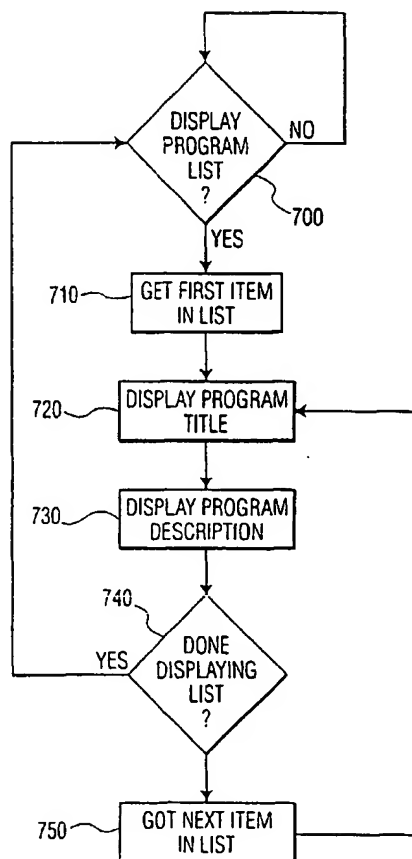 DISPLAY
PROGRAM
LIST
?
NO
700
YES
710
GET FIRST ITEM
IN LIST
720
DISPLAY PROGRAM
TITLE
730
DISPLAY PROGRAM
DESCRIPTION
740
YES
DONE
DISPLAYING
LIST
?
750
GOT NEXT ITEM
IN LIST